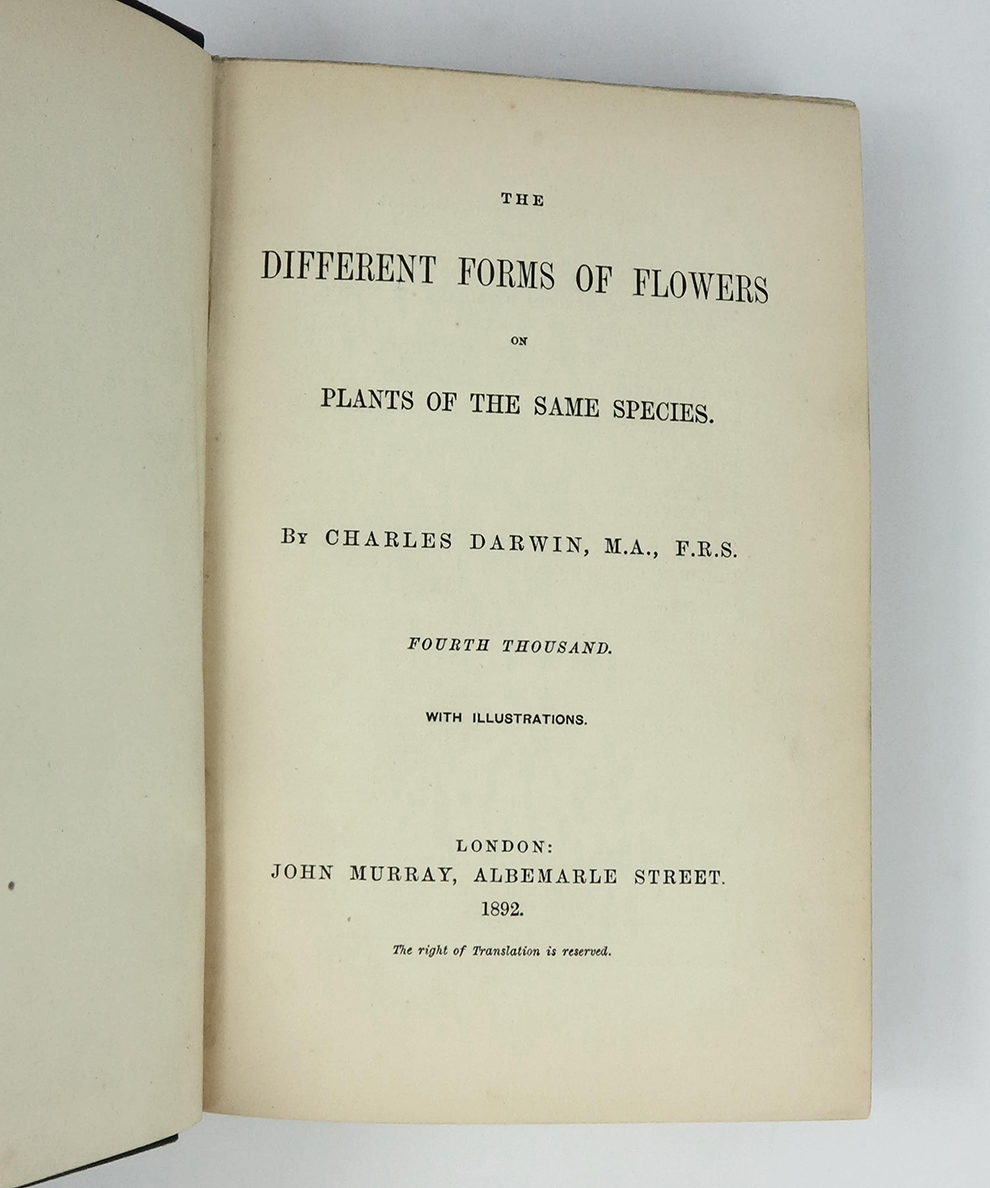 THE
DIFFERENT FORMS OF FLOWERS
ON
PLANTS OF THE SAME SPECIES.
By CHARLES DARWIN, M.A., F.R.S.
FOURTH THOUSAND.
WITH ILLUSTRATIONS.
LONDON:
JOHN MURRAY, ALBEMARLE STREET.
1892.
The right of Translation is reserved.